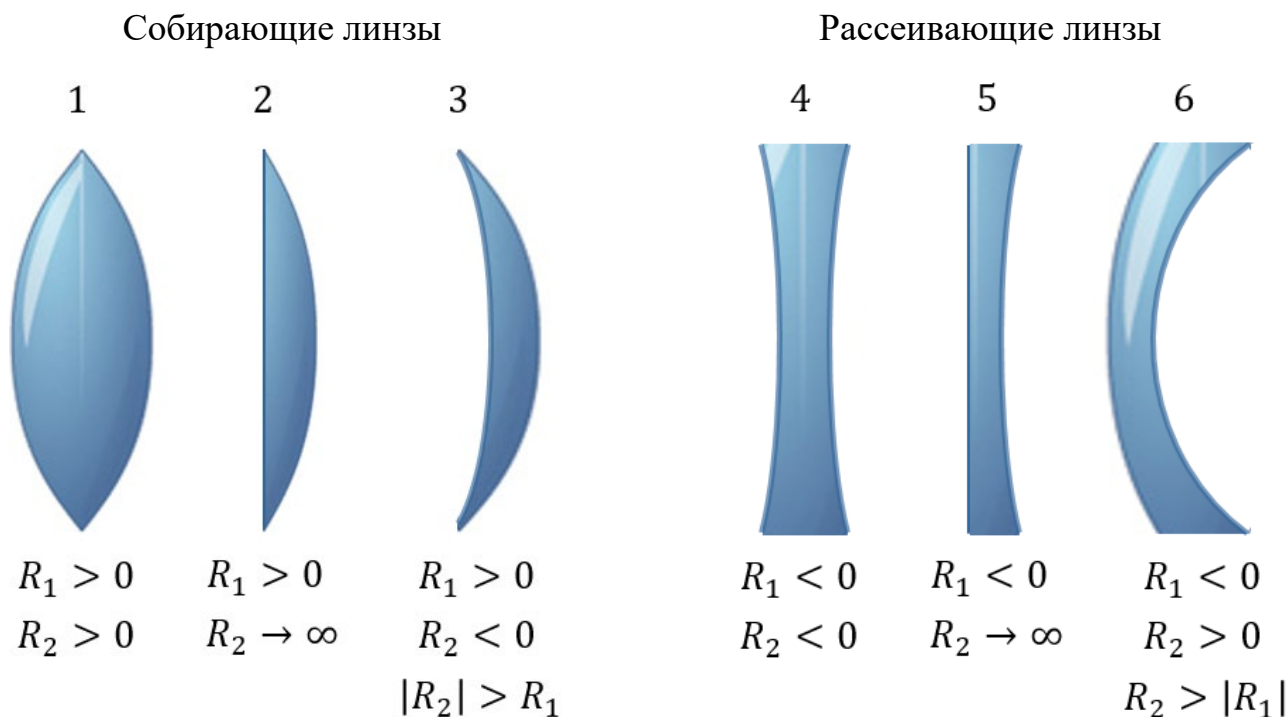 Собирающие линзы Рассеивающие линзы
1 2 3 4 5 6
R₁ > 0 R₁ > 0 R₁ > 0 R₁ < 0 R₁ < 0 R₁ < 0
R₂ > 0 R₂ → ∞ R₂ < 0 R₂ < 0 R₂ → ∞ R₂ > 0
|R₂| > R₁ R₂ > |R₁|